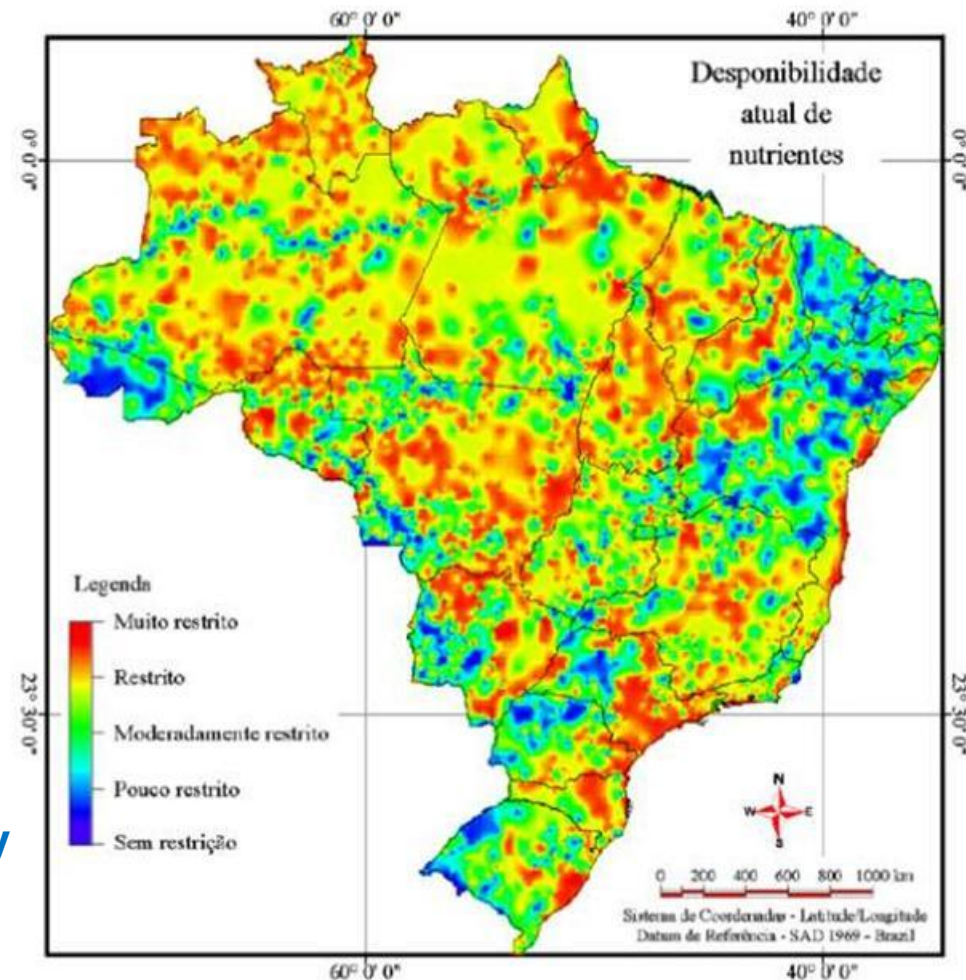 60° 0' 0"
40° 0' 0"
Desponibilidade
atual de
nutrientes
0° 0' 0"
0° 0' 0"
Legenda
Muito restrito
Restrito
Moderadamente restrito
Pouco restrito
Sem restrição
23° 30' 0"
23° 30' 0"
y
N
W
E
S
0 200 400 600 800 1000 km
Sistema de Coordenadas - Latitude/Longitude
Datum de Referência - SAD 1969 - Brazil
60° 0' 0"
40° 0' 0"